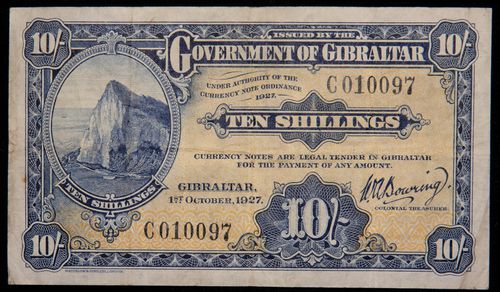 10/-
ISSUED BY THE
10/-
GOVERNMENT OF GIBRALTAR
UNDER AUTHORITY OF THE
CURRENCY NOTE ORDINANCE
1927.
C 010097
TEN SHILLINGS
CURRENCY NOTES ARE LEGAL TENDER IN GIBRALTAR
FOR THE PAYMENT OF ANY AMOUNT.
TEN SHILLINGS
GIBRALTAR,
1ST OCTOBER, 1927.
10/-
COLONIAL TREASURER.
C 010097
10/-
10/-